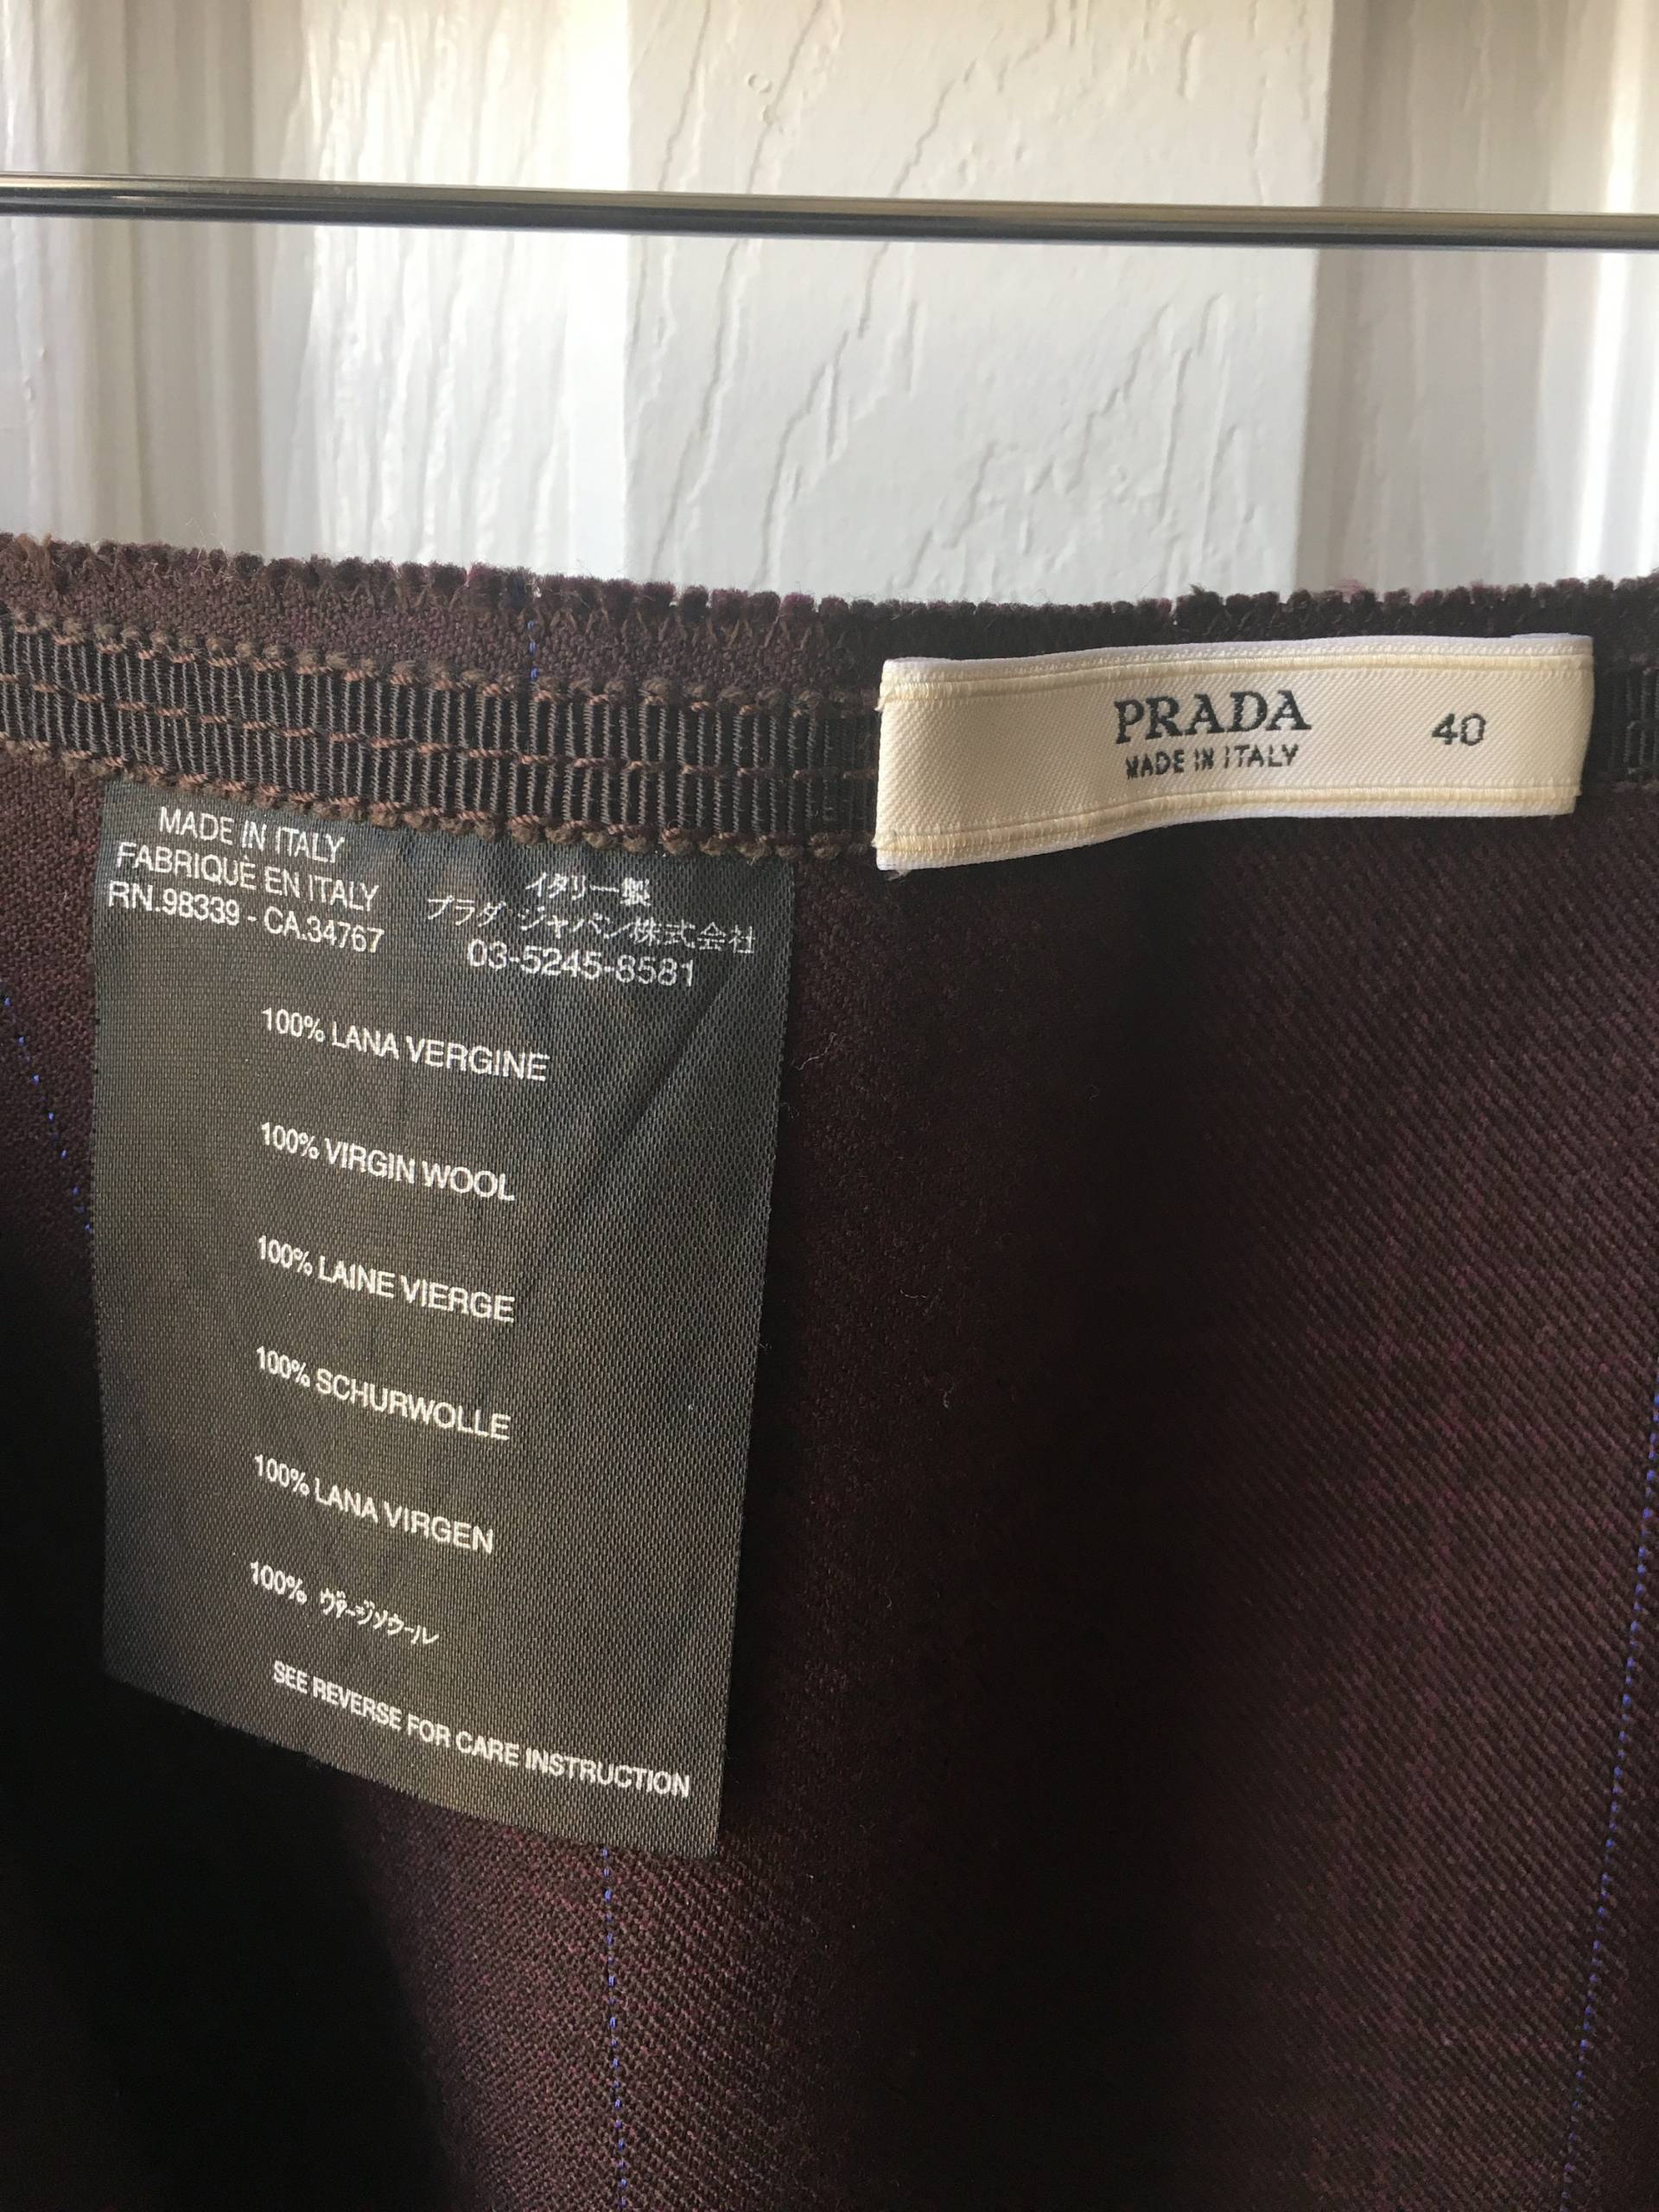 PRADA
MADE IN ITALY
40
MADE IN ITALY
FABRIQUÈ EN ITALY
RN.98339 - CA.34767
イタリー製
プラダ ジャパン株式会社
03-5245-8581
100% LANA VERGINE
100% VIRGIN WOOL
100% LAINE VIERGE
100% SCHURWOLLE
100% LANA VIRGEN
100% ヴァージンウール
SEE REVERSE FOR CARE INSTRUCTION